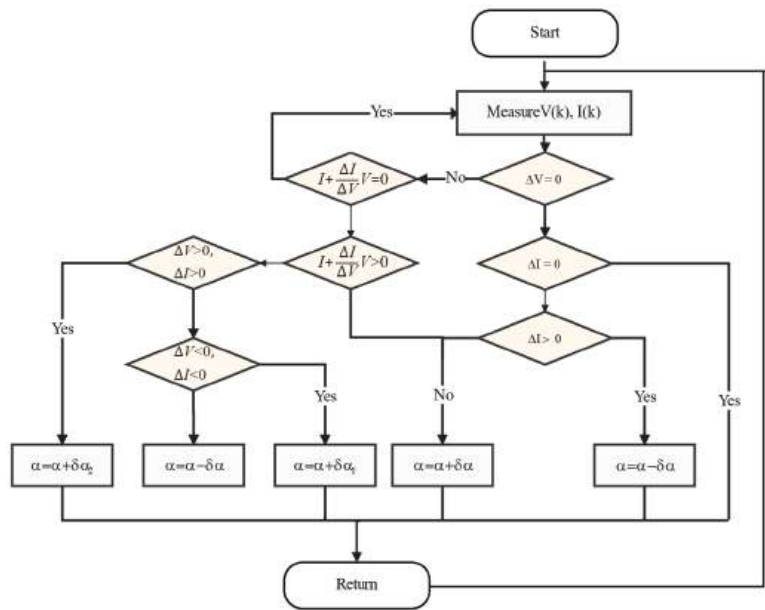 Start
MeasureV(k), I(k)
Yes
I+ΔI/ΔV V=0
No
ΔV = 0
ΔV>0,
ΔI>0
I+ΔI/ΔV V>0
ΔI = 0
Yes
ΔV<0,
ΔI<0
ΔI> 0
Yes
No
Yes
Yes
α=α+δα₂
α=α−δα
α=α+δα₁
α=α+δα
α=α−δα
Return